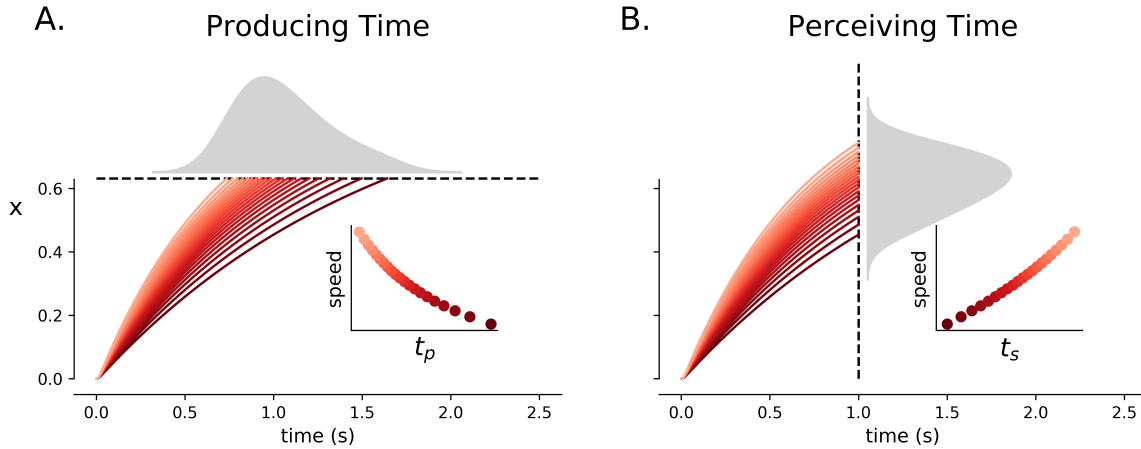 A.
Producing Time
x
0.6
0.4
0.2
0.0
speed
t_p
0.0 0.5 1.0 1.5 2.0 2.5
time (s)
B.
Perceiving Time
speed
t_s
0.0 0.5 1.0 1.5 2.0 2.5
time (s)